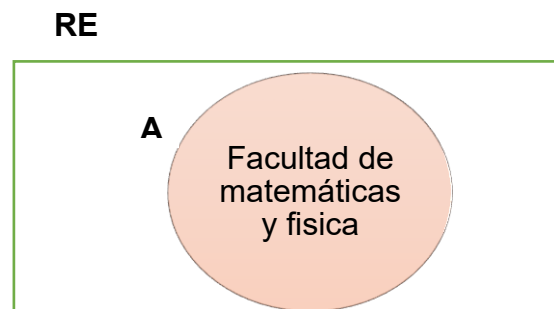 RE
A
Facultad de
matemáticas
y fisica